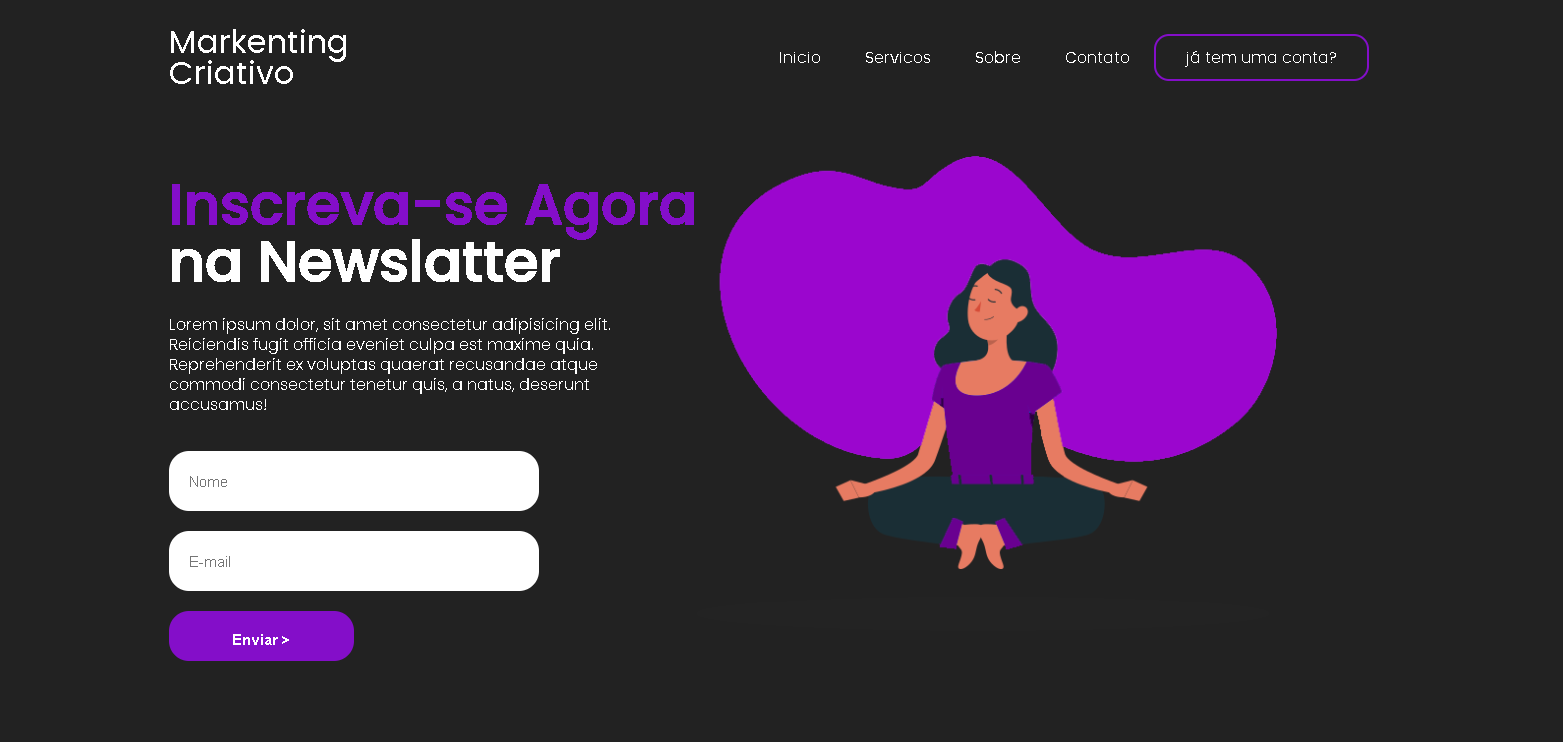 Markenting
Criativo
Inicio
Servicos
Sobre
Contato
já tem uma conta?
Inscreva-se Agora
na Newslatter
Lorem ipsum dolor, sit amet consectetur adipisicing elit.
Reiciendis fugit officia eveniet culpa est maxime quia.
Reprehenderit ex voluptas quaerat recusandae atque
commodi consectetur tenetur quis, a natus, deserunt
accusamus!
Nome
E-mail
Enviar >